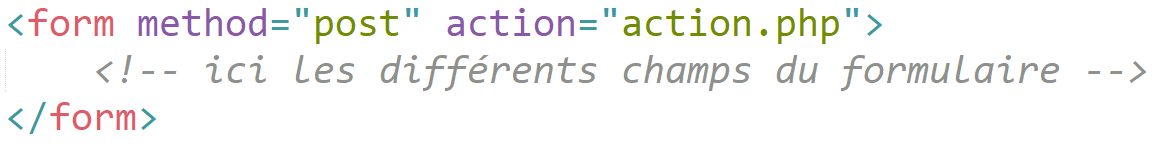 <form method="post" action="action.php">
<!-- ici les différents champs du formulaire -->
</form>